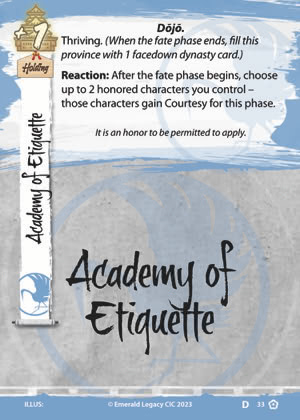 1
Holding
Dōjō.
Thriving. (When the fate phase ends, fill this
province with 1 facedown dynasty card.)
Reaction: After the fate phase begins, choose
up to 2 honored characters you control –
those characters gain Courtesy for this phase.
It is an honor to be permitted to apply.
Academy of Etiquette
Academy of
Etiquette
ILLUS:
© Emerald Legacy CIC 2023
D 33